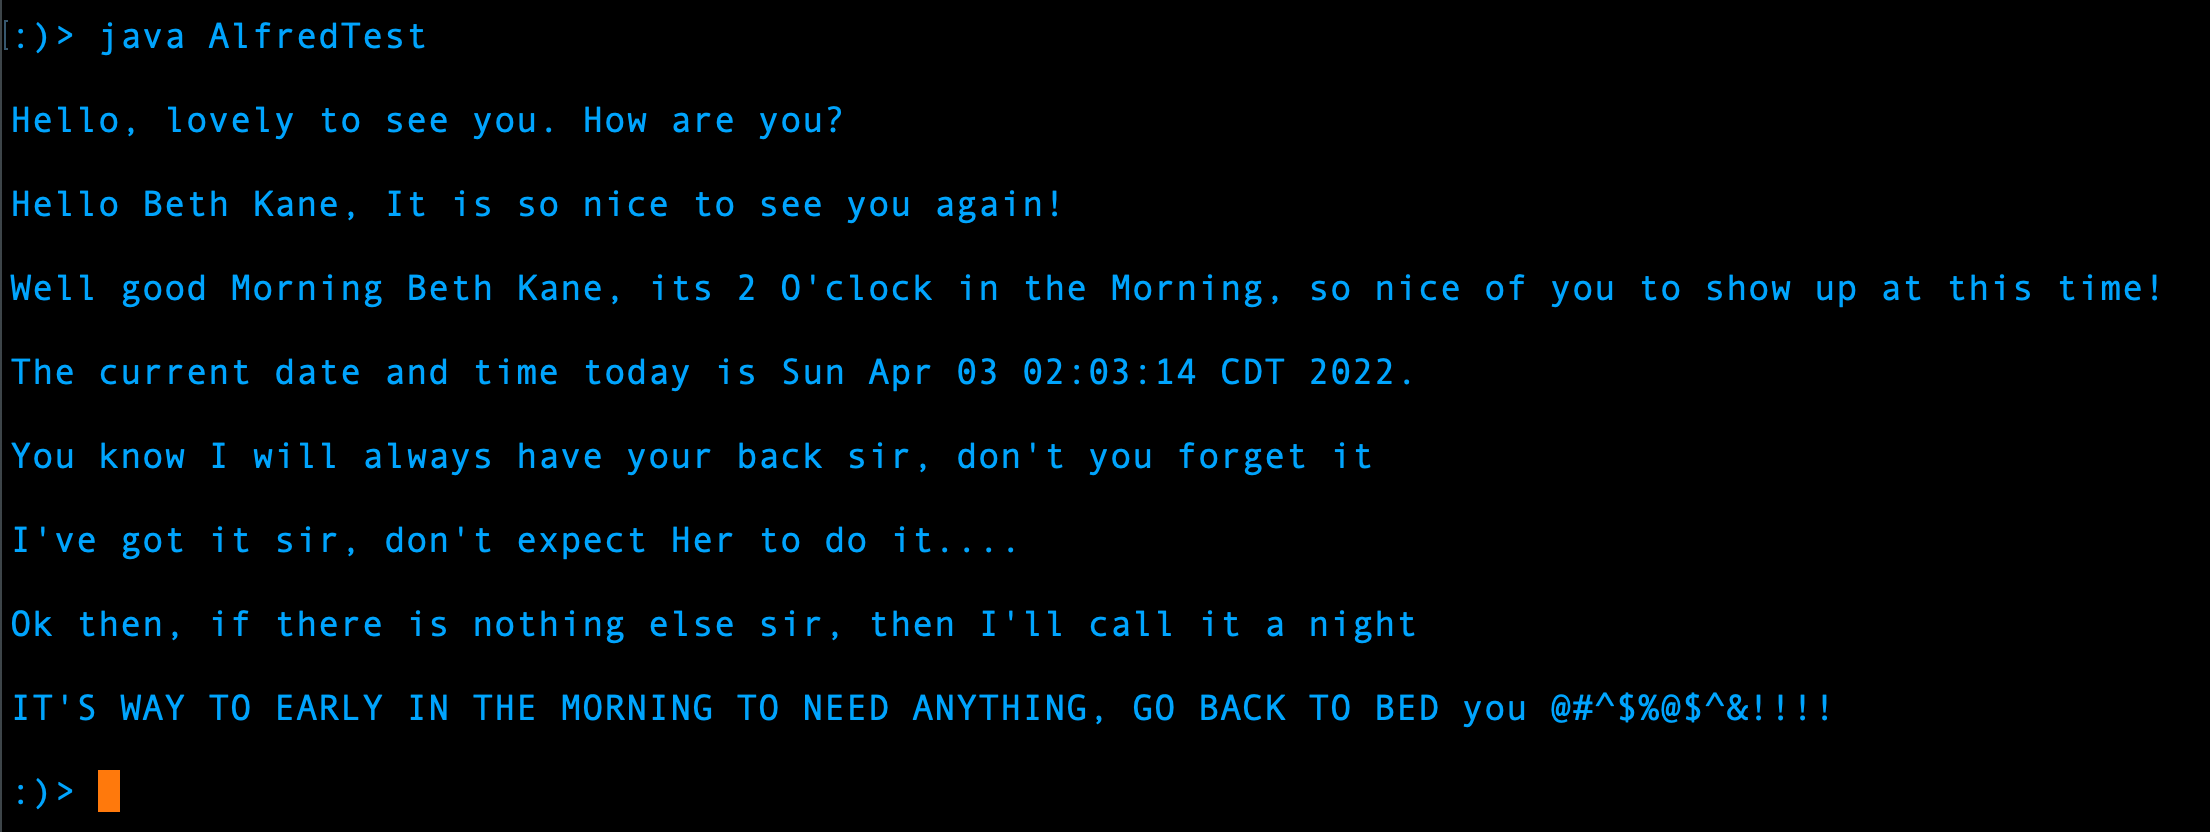 [:)> java AlfredTest
Hello, lovely to see you. How are you?
Hello Beth Kane, It is so nice to see you again!
Well good Morning Beth Kane, its 2 O'clock in the Morning, so nice of you to show up at this time!
The current date and time today is Sun Apr 03 02:03:14 CDT 2022.
You know I will always have your back sir, don't you forget it
I've got it sir, don't expect Her to do it....
Ok then, if there is nothing else sir, then I'll call it a night
IT'S WAY TO EARLY IN THE MORNING TO NEED ANYTHING, GO BACK TO BED you @#^$%@$^&!!!!
:)>